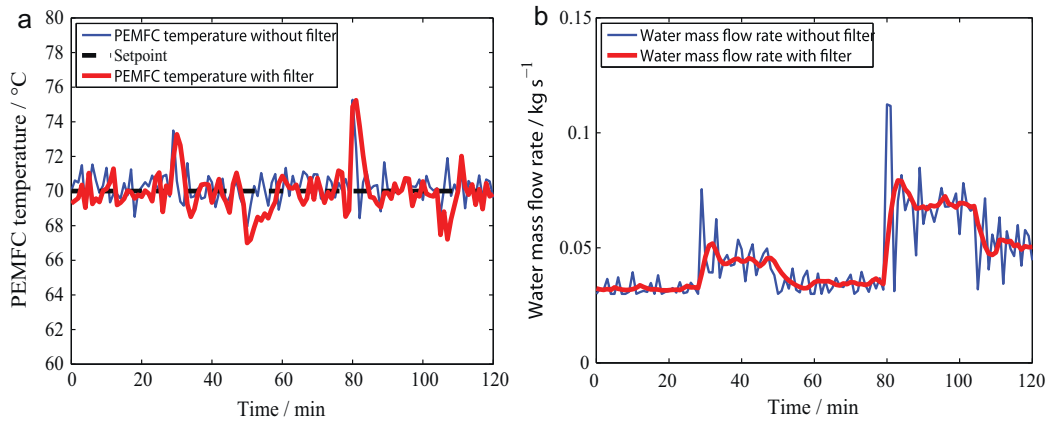 a
PEMFC temperature without filter
Setpoint
PEMFC temperature with filter
PEMFC temperature / °C
80
78
76
74
72
70
68
66
64
62
60
0
20
40
60
80
100
120
Time / min
b
Water mass flow rate without filter
Water mass flow rate with filter
Water mass flow rate / kg s⁻¹
0.15
0.1
0.05
0
0
20
40
60
80
100
120
Time / min